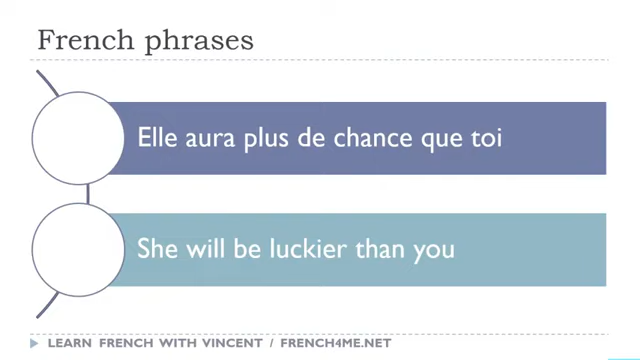 French phrases
Elle aura plus de chance que toi
She will be luckier than you
LEARN FRENCH WITH VINCENT / FRENCH4ME.NET